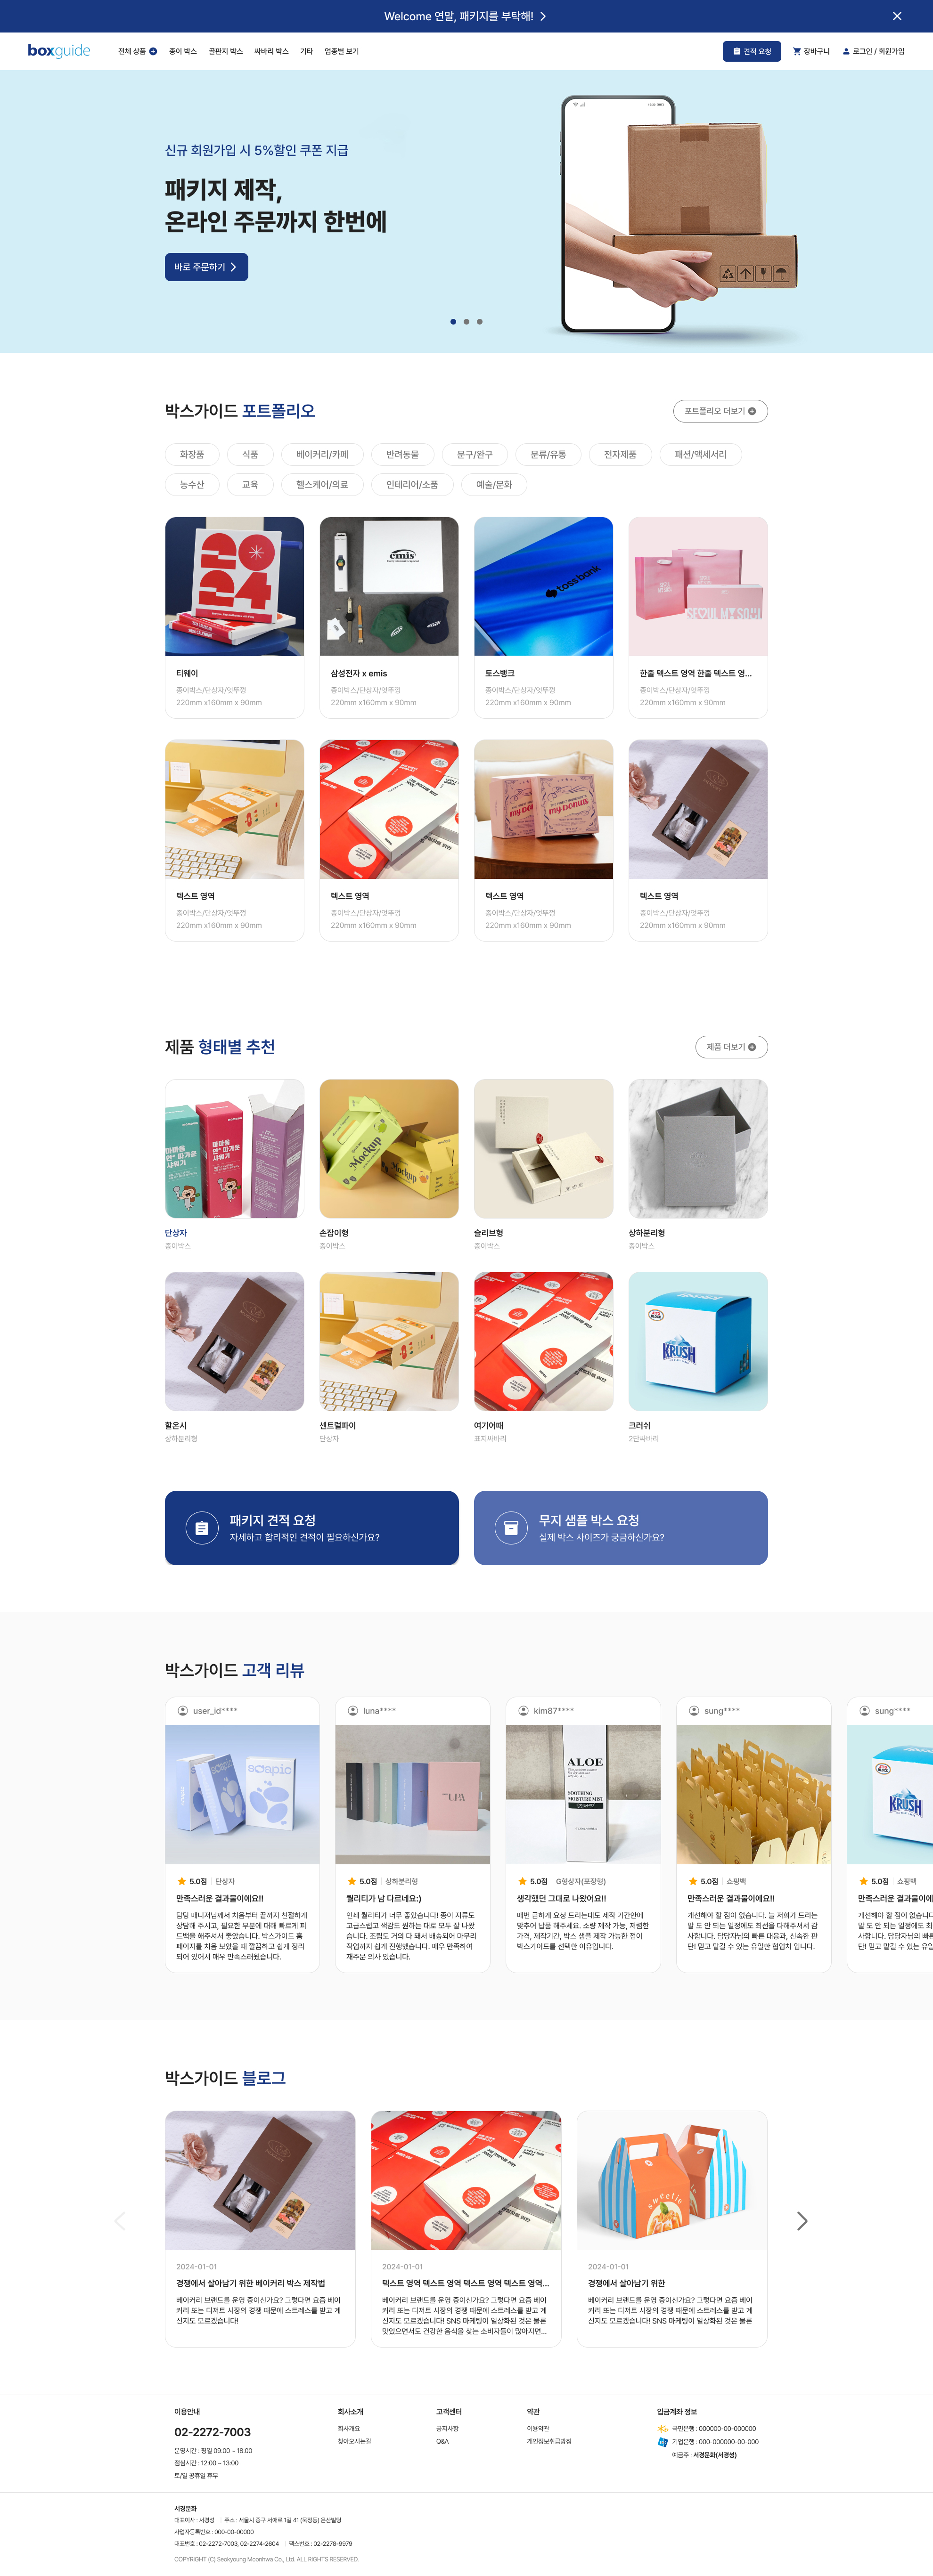 Welcome 연말, 패키지를 부탁해!
boxguide
전체 상품
종이 박스
골판지 박스
싸바리 박스
기타
업종별 보기
견적 요청
장바구니
로그인 / 회원가입
신규 회원가입 시 5%할인 쿠폰 지급
패키지 제작,
온라인 주문까지 한번에
바로 주문하기
박스가이드 포트폴리오
포트폴리오 더보기
화장품
식품
베이커리/카페
반려동물
문구/완구
문류/유통
전자제품
패션/액세서리
농수산
교육
헬스케어/의료
인테리어/소품
예술/문화
2024
emis
toss bank
SEOUL MY SOUL
티웨이
종이박스/단상자/엇뚜껑
220mm x160mm x 90mm
삼성전자 x emis
종이박스/단상자/엇뚜껑
220mm x160mm x 90mm
토스뱅크
종이박스/단상자/엇뚜껑
220mm x160mm x 90mm
한줄 텍스트 영역 한줄 텍스트 영...
종이박스/단상자/엇뚜껑
220mm x160mm x 90mm
텍스트 영역
종이박스/단상자/엇뚜껑
220mm x160mm x 90mm
텍스트 영역
종이박스/단상자/엇뚜껑
220mm x160mm x 90mm
텍스트 영역
종이박스/단상자/엇뚜껑
220mm x160mm x 90mm
텍스트 영역
종이박스/단상자/엇뚜껑
220mm x160mm x 90mm
제품 형태별 추천
제품 더보기
Mockup
Mockup
단상자
종이박스
손잡이형
종이박스
슬리브형
종이박스
상하분리형
종이박스
KRUSH
할온시
상하분리형
센트럴파이
단상자
여기어때
표지싸바리
크러쉬
2단싸바리
패키지 견적 요청
자세하고 합리적인 견적이 필요하신가요?
무지 샘플 박스 요청
실제 박스 사이즈가 궁금하신가요?
박스가이드 고객 리뷰
user_id****
soapic
5.0점
단상자
만족스러운 결과물이에요!!
담당 매니저님께서 처음부터 끝까지 친절하게
상담해 주시고, 필요한 부분에 대해 빠르게 피
드백을 해주셔서 좋았습니다. 박스가이드 홈
페이지를 처음 보았을 때 깔끔하고 쉽게 정리
되어 있어서 매우 만족스러웠습니다.
luna****
TUPA
5.0점
상하분리형
퀄리티가 남 다르네요:)
인쇄 퀄리티가 너무 좋았습니다! 종이 지류도
고급스럽고 색감도 원하는 대로 모두 잘 나왔
습니다. 조립도 거의 다 돼서 배송되어 마무리
작업까지 쉽게 진행했습니다. 매우 만족하며
재주문 의사 있습니다.
kim87****
ALOE
SOOTHING
MOISTURE MIST
5.0점
G형상자(포장형)
생각했던 그대로 나왔어요!!
매번 급하게 요청 드리는대도 제작 기간안에
맞추어 납품 해주세요. 소량 제작 가능, 저렴한
가격, 제작기간, 박스 샘플 제작 가능한 점이
박스가이드를 선택한 이유입니다.
sung****
5.0점
쇼핑백
만족스러운 결과물이에요!!
개선해야 할 점이 없습니다. 늘 저희가 드리는
말 도 안 되는 일정에도 최선을 다해주셔서 감
사합니다. 담당자님의 빠른 대응과, 신속한 판
단! 믿고 맡길 수 있는 유일한 협업처 입니다.
sung****
KRUSH
5.0점
쇼핑백
만족스러운 결과물이에
개선해야 할 점이 없습니다
말 도 안 되는 일정에도 최
사합니다. 담당자님의 빠른
단! 믿고 맡길 수 있는 유일
박스가이드 블로그
2024-01-01
경쟁에서 살아남기 위한 베이커리 박스 제작법
베이커리 브랜드를 운영 중이신가요? 그렇다면 요즘 베이
커리 또는 디저트 시장의 경쟁 때문에 스트레스를 받고 계
신지도 모르겠습니다!
2024-01-01
텍스트 영역 텍스트 영역 텍스트 영역 텍스트 영역...
베이커리 브랜드를 운영 중이신가요? 그렇다면 요즘 베이
커리 또는 디저트 시장의 경쟁 때문에 스트레스를 받고 계
신지도 모르겠습니다! SNS 마케팅이 일상화된 것은 물론
맛있으면서도 건강한 음식을 찾는 소비자들이 많아지면...
sweetie
2024-01-01
경쟁에서 살아남기 위한
베이커리 브랜드를 운영 중이신가요? 그렇다면 요즘 베이
커리 또는 디저트 시장의 경쟁 때문에 스트레스를 받고 계
신지도 모르겠습니다! SNS 마케팅이 일상화된 것은 물론
이용안내
02-2272-7003
운영시간 : 평일 09:00 ~ 18:00
점심시간 : 12:00 ~ 13:00
토/일 공휴일 휴무
회사소개
회사개요
찾아오시는길
고객센터
공지사항
Q&A
약관
이용약관
개인정보취급방침
입금계좌 정보
국민은행 : 000000-00-000000
기업은행 : 000-000000-00-000
예금주 : 서경문화(서경성)
서경문화
대표이사 : 서경성
주소 : 서울시 중구 서애로 1길 41 (묵정동) 은산빌딩
사업자등록번호 : 000-00-00000
대표번호 : 02-2272-7003, 02-2274-2604
팩스번호 : 02-2278-9979
COPYRIGHT (C) Seokyoung Moonhwa Co., Ltd. ALL RIGHTS RESERVED.